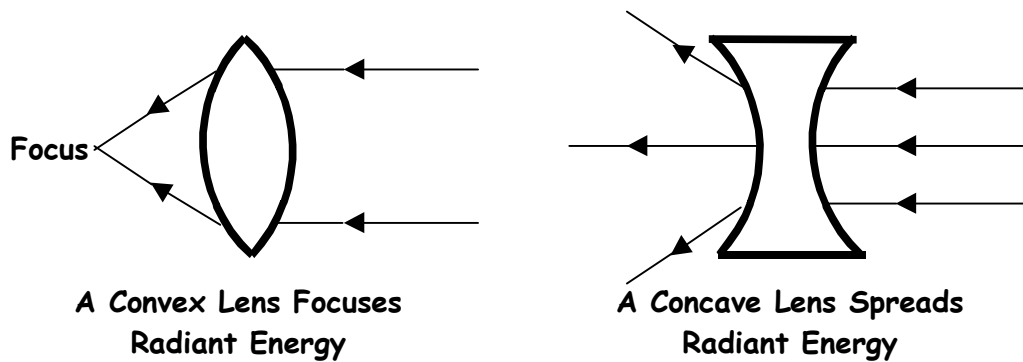 Focus
A Convex Lens Focuses
Radiant Energy
A Concave Lens Spreads
Radiant Energy